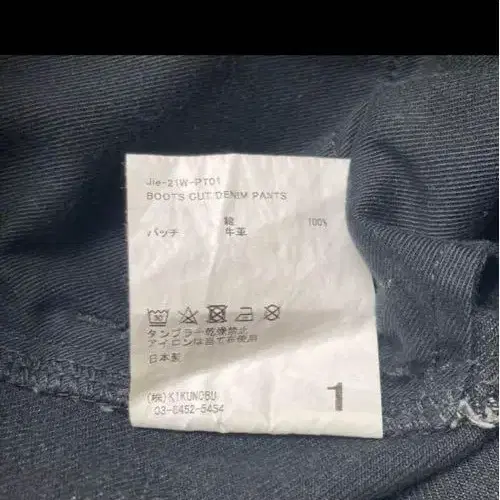 Jie-21W-PT01
BOOTS CUT DENIM PANTS
綿 100%
パッチ 牛革
30
タンブラー乾燥禁止
アイロンは当て布使用
日本製
(株)KIKUNOBU
03-6452-5454
1